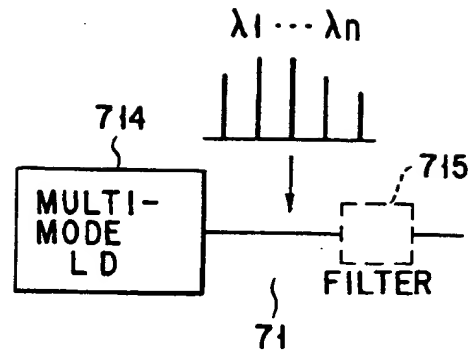 λ1 ··· λn
714
715
MULTI-
MODE
LD
FILTER
71